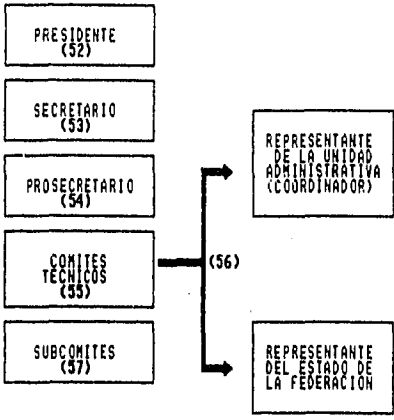 PRESIDENTE
(52)
SECRETARIO
(53)
PROSECRETARIO
(54)
COMITES
TECNICOS
(55)
SUBCOMITES
(57)
(56)
REPRESENTANTE
DE LA UNIDAD
ADMINISTRATIVA
(COORDINADOR)
REPRESENTANTE
DEL ESTADO DE
LA FEDERACION